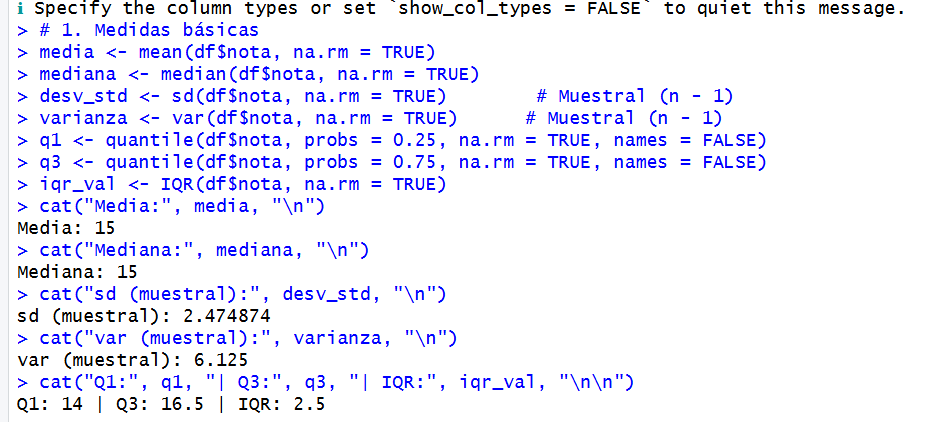 i Specify the column types or set `show_col_types = FALSE` to quiet this message.
> # 1. Medidas básicas
> media <- mean(df$nota, na.rm = TRUE)
> mediana <- median(df$nota, na.rm = TRUE)
> desv_std <- sd(df$nota, na.rm = TRUE)        # Muestral (n - 1)
> varianza <- var(df$nota, na.rm = TRUE)      # Muestral (n - 1)
> q1 <- quantile(df$nota, probs = 0.25, na.rm = TRUE, names = FALSE)
> q3 <- quantile(df$nota, probs = 0.75, na.rm = TRUE, names = FALSE)
> iqr_val <- IQR(df$nota, na.rm = TRUE)
> cat("Media:", media, "\n")
Media: 15
> cat("Mediana:", mediana, "\n")
Mediana: 15
> cat("sd (muestral):", desv_std, "\n")
sd (muestral): 2.474874
> cat("var (muestral):", varianza, "\n")
var (muestral): 6.125
> cat("Q1:", q1, "| Q3:", q3, "| IQR:", iqr_val, "\n\n")
Q1: 14 | Q3: 16.5 | IQR: 2.5